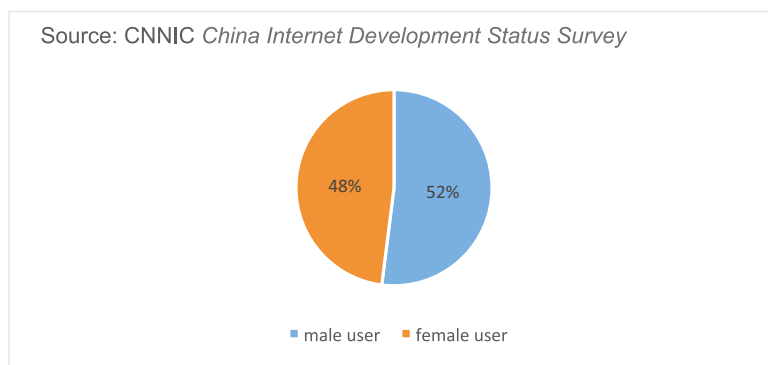 Source: CNNIC China Internet Development Status Survey
48%
52%
male user
female user